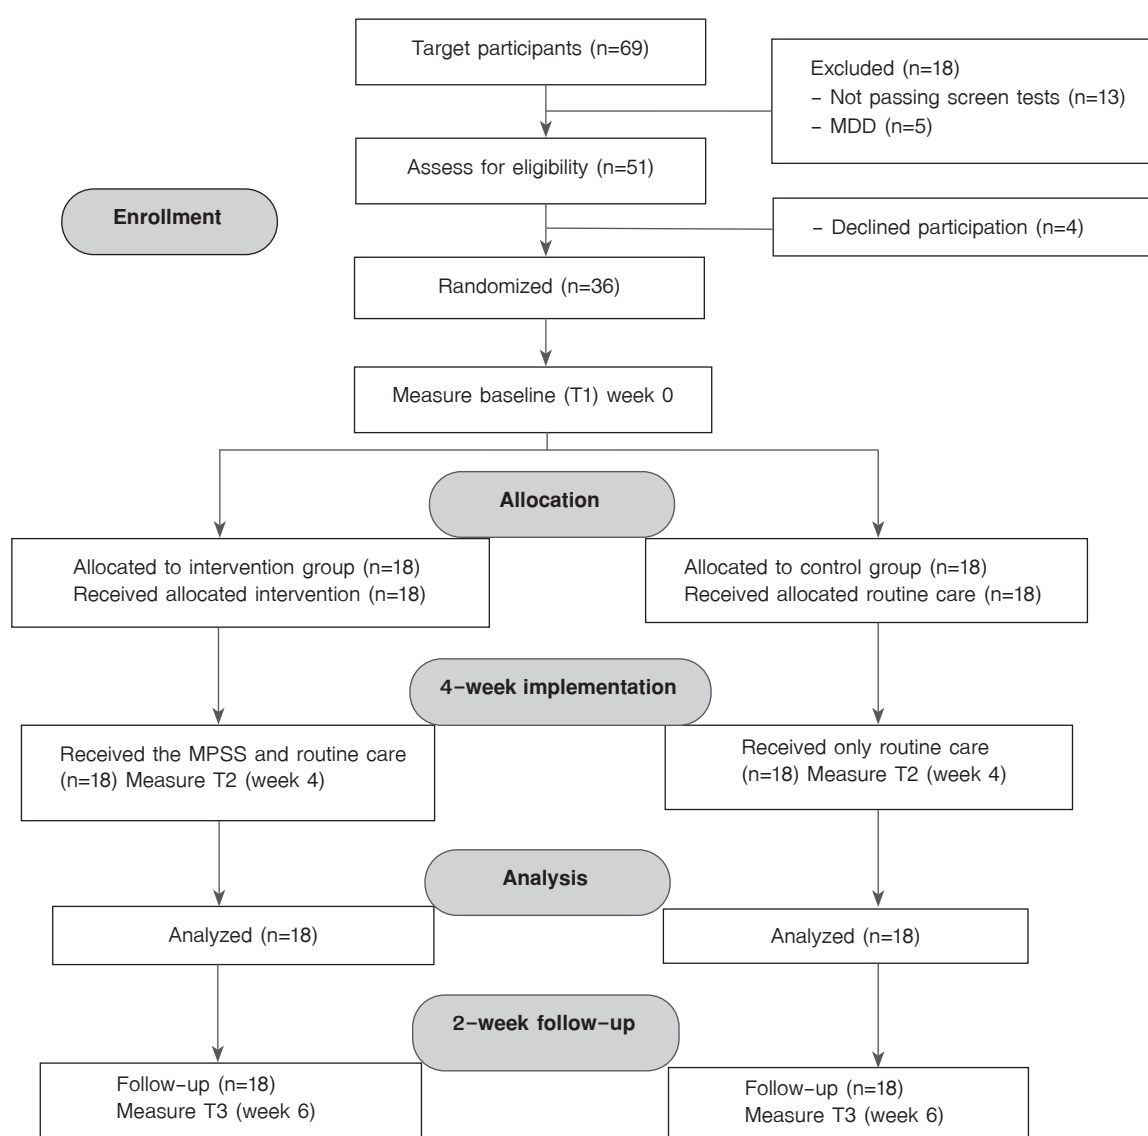 Target participants (n=69)
Excluded (n=18)
– Not passing screen tests (n=13)
– MDD (n=5)
Assess for eligibility (n=51)
Enrollment
– Declined participation (n=4)
Randomized (n=36)
Measure baseline (T1) week 0
Allocation
Allocated to intervention group (n=18)
Received allocated intervention (n=18)
Allocated to control group (n=18)
Received allocated routine care (n=18)
4–week implementation
Received the MPSS and routine care
(n=18) Measure T2 (week 4)
Received only routine care
(n=18) Measure T2 (week 4)
Analysis
Analyzed (n=18)
Analyzed (n=18)
2–week follow–up
Follow–up (n=18)
Measure T3 (week 6)
Follow–up (n=18)
Measure T3 (week 6)